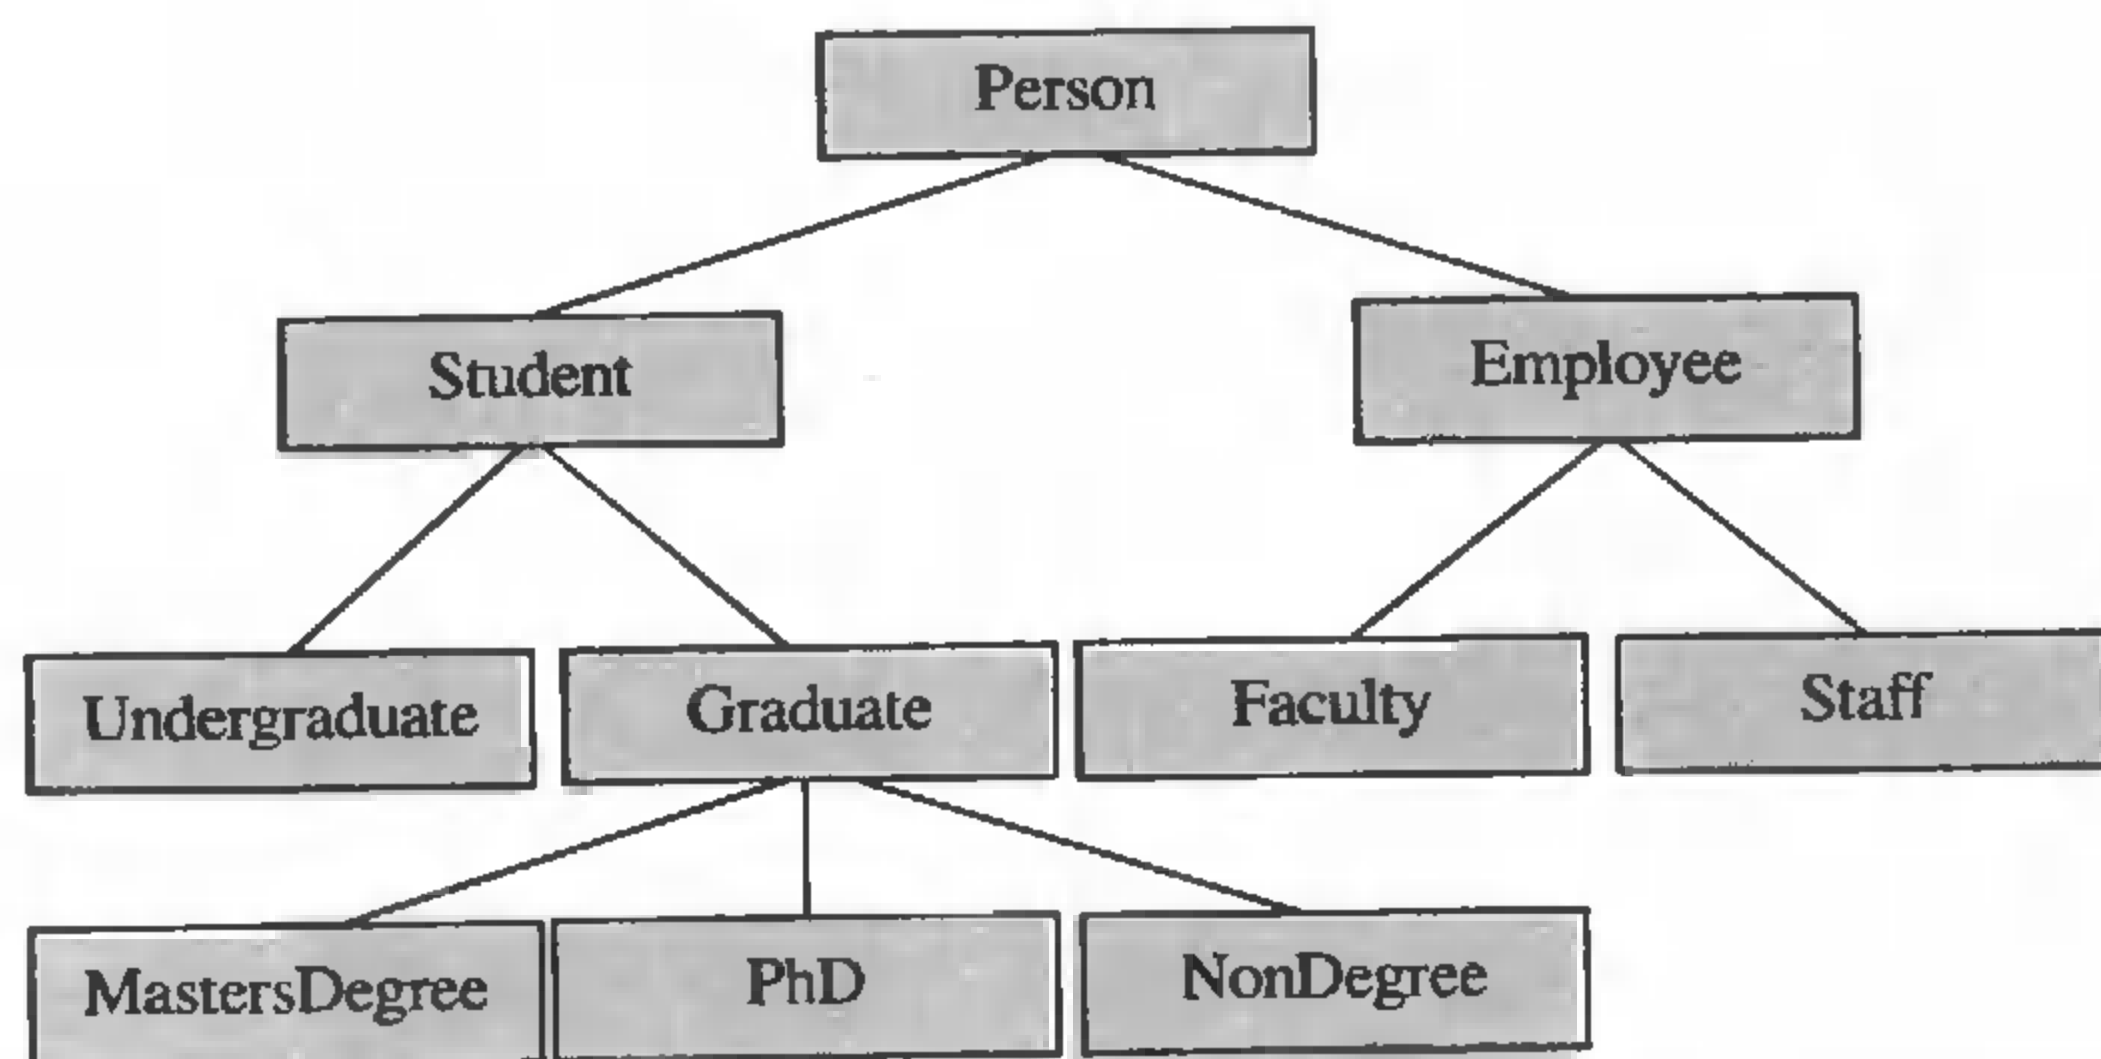 Person
Student
Employee
Undergraduate
Graduate
Faculty
Staff
MastersDegree
PhD
NonDegree